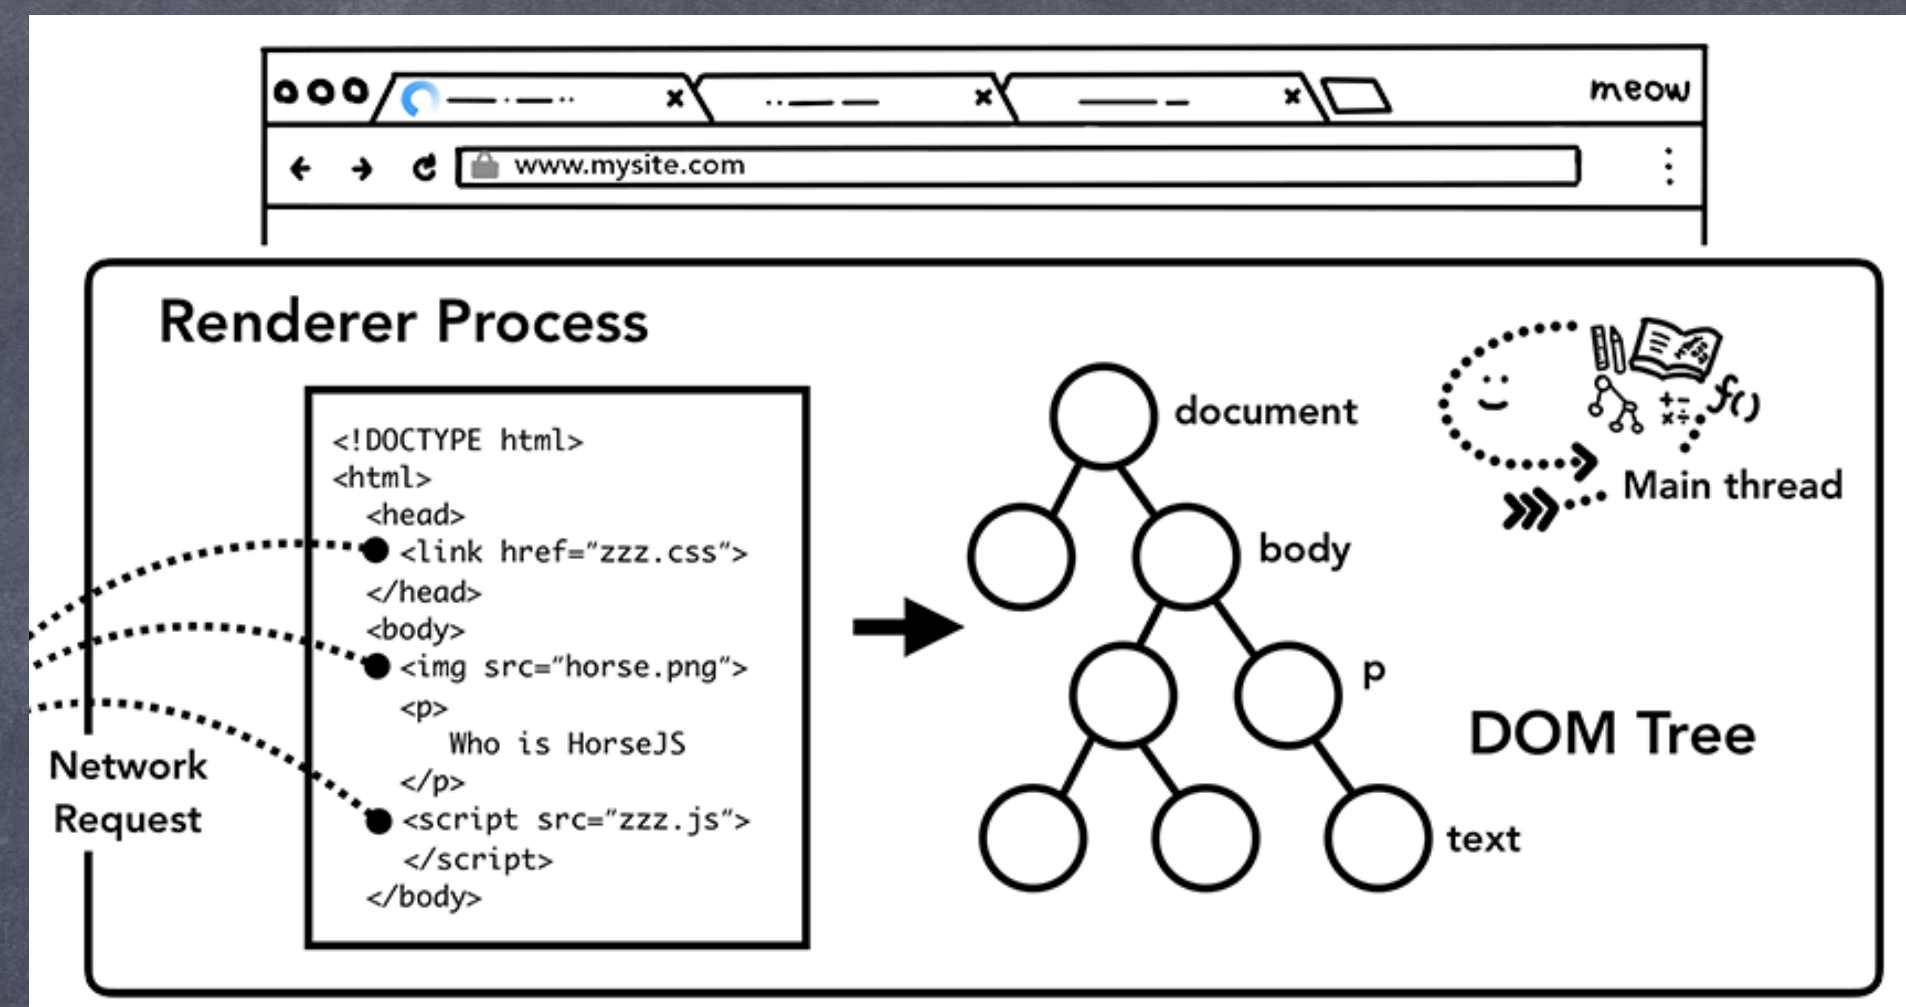 meow
www.mysite.com
Renderer Process
<!DOCTYPE html>
<html>
<head>
<link href="zzz.css">
</head>
<body>
<img src="horse.png">
<p>
Who is HorseJS
</p>
<script src="zzz.js">
</script>
</body>
Network
Request
document
body
p
text
DOM Tree
f()
Main thread